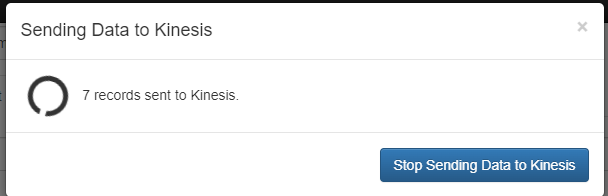 Sending Data to Kinesis
×
7 records sent to Kinesis.
Stop Sending Data to Kinesis